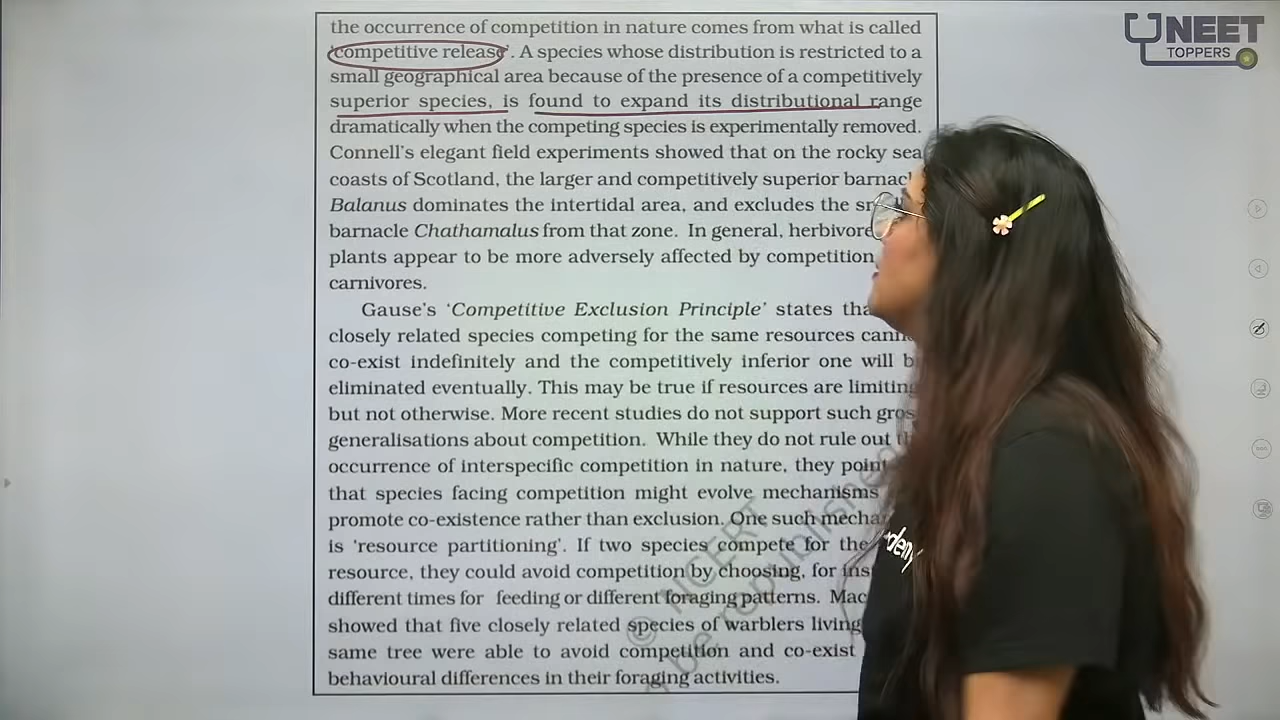 the occurrence of competition in nature comes from what is called
'competitive release'. A species whose distribution is restricted to a
small geographical area because of the presence of a competitively
superior species, is found to expand its distributional range
dramatically when the competing species is experimentally removed.
Connell's elegant field experiments showed that on the rocky sea
coasts of Scotland, the larger and competitively superior barnac
Balanus dominates the intertidal area, and excludes the
barnacle Chathamalus from that zone. In general, herbivore
plants appear to be more adversely affected by competition
carnivores.
Gause's 'Competitive Exclusion Principle' states tha
closely related species competing for the same resources cann
co-exist indefinitely and the competitively inferior one will b
eliminated eventually. This may be true if resources are limiting
but not otherwise. More recent studies do not support such gros
generalisations about competition. While they do not rule out
occurrence of interspecific competition in nature, they point
that species facing competition might evolve mechanisms
promote co-existence rather than exclusion. One such mecha
is 'resource partitioning'. If two species compete for the
resource, they could avoid competition by choosing, for ins
different times for feeding or different foraging patterns. Mac
showed that five closely related species of warblers living
same tree were able to avoid competition and co-exist
behavioural differences in their foraging activities.
© NCERT
be republished
NEET
TOPPERS
demy